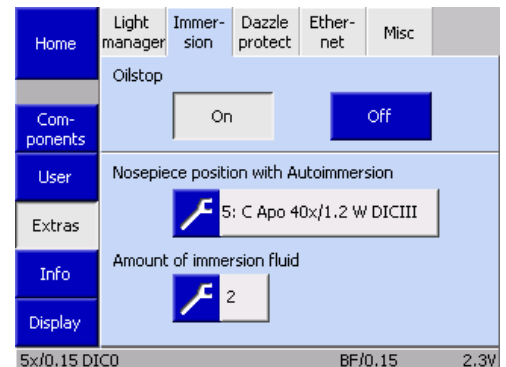 Home
Light manager
Immer-
sion
Dazzle protect
Ether-
net
Misc
Com-
ponents
User
Extras
Info
Display
Oilstop
On
Off
Nosepiece position with Autoimmersion
5: C Apo 40x/1.2 W DICIII
Amount of immersion fluid
2
5x/0.15 DIC0
BF/0.15
2.3V